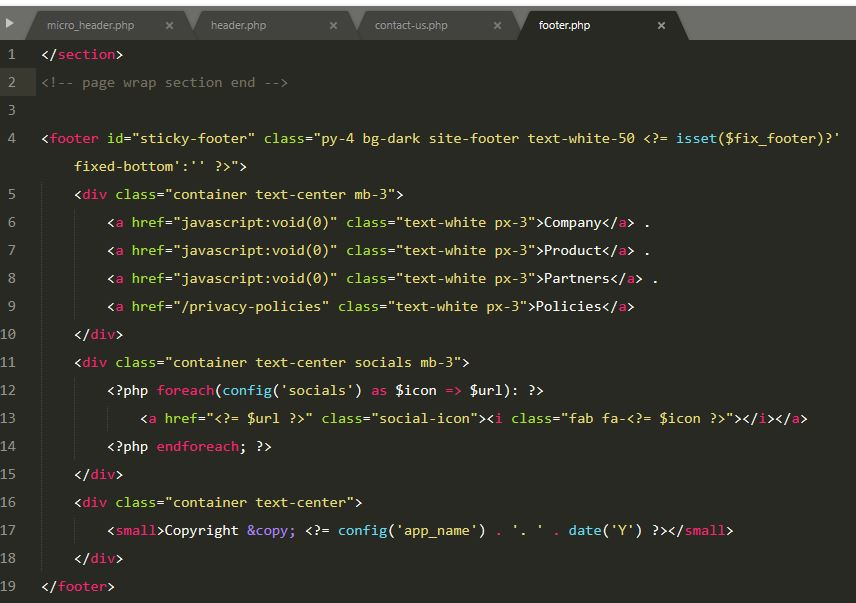 micro_header.php × header.php × contact-us.php × footer.php ×
1 </section>
2 <!-- page wrap section end -->
3
4 <footer id="sticky-footer" class="py-4 bg-dark site-footer text-white-50 <?= isset($fix_footer)?'
fixed-bottom':'' ?>">
5 <div class="container text-center mb-3">
6 <a href="javascript:void(0)" class="text-white px-3">Company</a> .
7 <a href="javascript:void(0)" class="text-white px-3">Product</a> .
8 <a href="javascript:void(0)" class="text-white px-3">Partners</a> .
9 <a href="/privacy-policies" class="text-white px-3">Policies</a>
10 </div>
11 <div class="container text-center socials mb-3">
12 <?php foreach(config('socials') as $icon => $url): ?>
13 <a href="<?= $url ?>" class="social-icon"><i class="fab fa-<?= $icon ?>"></i></a>
14 <?php endforeach; ?>
15 </div>
16 <div class="container text-center">
17 <small>Copyright &copy; <?= config('app_name') . '. ' . date('Y') ?></small>
18 </div>
19 </footer>